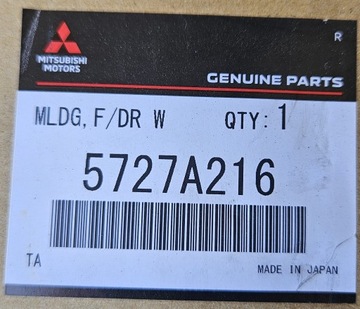 R
MITSUBISHI
MOTORS
GENUINE PARTS
MLDG, F/DR W QTY: 1
5727A216
TA
MADE IN JAPAN